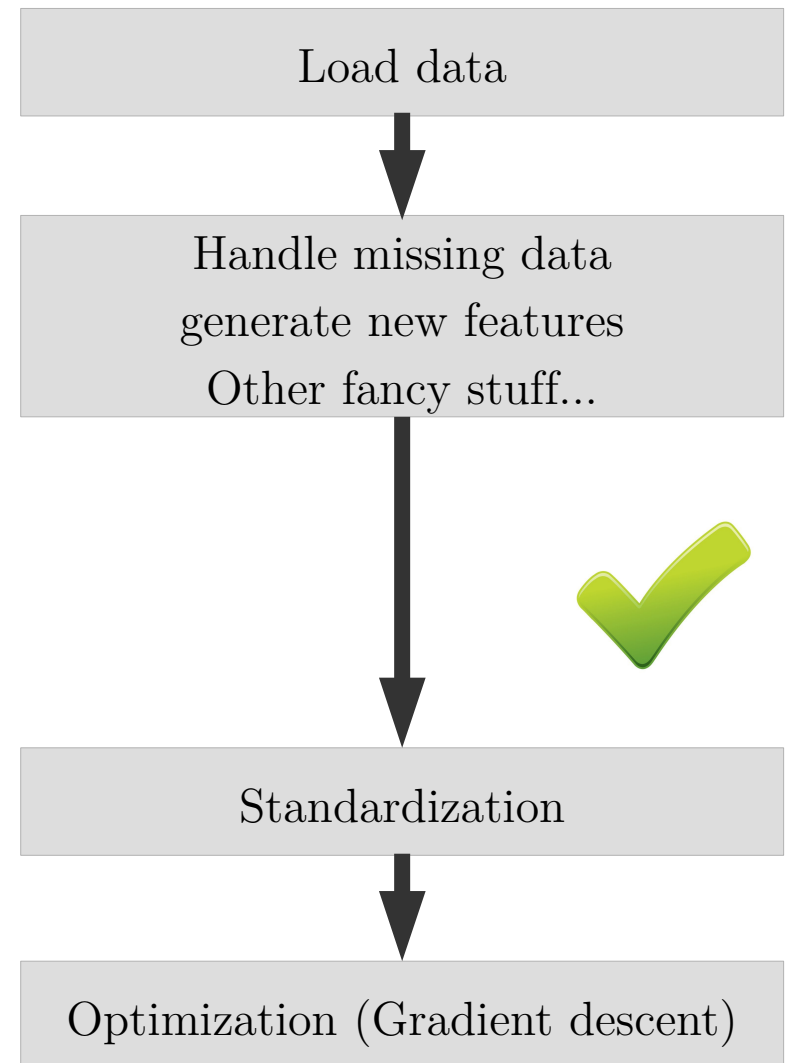 Load data
Handle missing data
generate new features
Other fancy stuff...
Standardization
Optimization (Gradient descent)